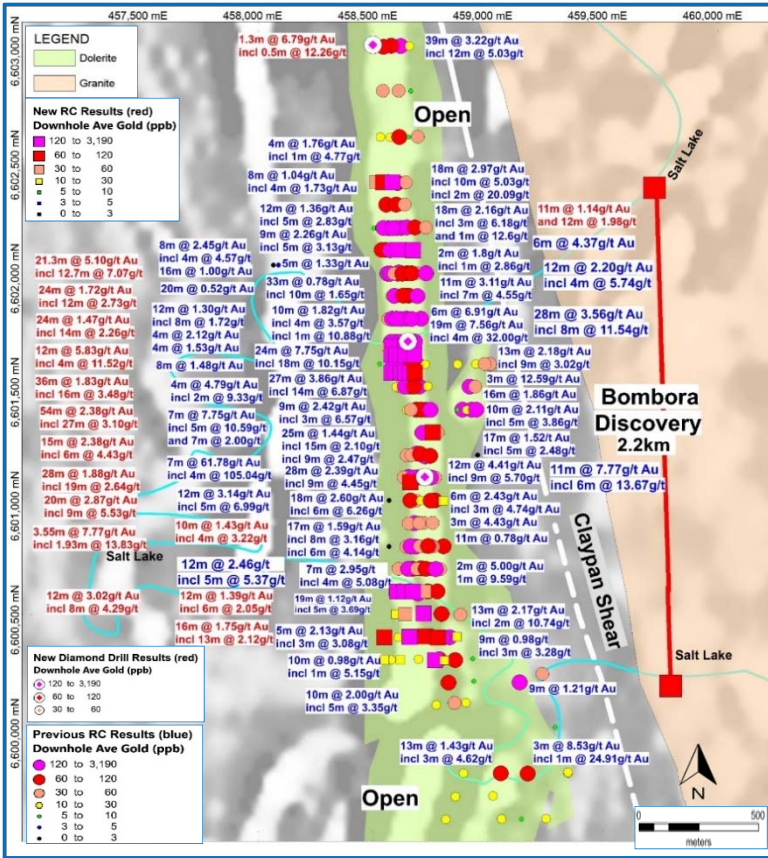 457,500 mE
458,000 mE
458,500 mE
459,000 mE
459,500 mE
460,000 mE
6,603,000 mN
6,602,500 mN
6,602,000 mN
6,601,500 mN
6,601,000 mN
6,600,500 mN
6,600,000 mN
LEGEND
Dolerite
Granite
New RC Results (red)
Downhole Ave Gold (ppb)
120 to 3,190
60 to 120
30 to 60
10 to 30
5 to 10
3 to 5
0 to 3
1.3m @ 6.79g/t Au
incl 0.5m @ 12.26g/t
39m @ 3.22g/t Au
incl 12m @ 5.03g/t
Open
4m @ 1.76g/t Au
incl 1m @ 4.77g/t
8m @ 1.04g/t Au
incl 4m @ 1.73g/t
12m @ 1.36g/t Au
incl 5m @ 2.83g/t
9m @ 2.26g/t Au
incl 5m @ 3.13g/t
5m @ 1.33g/t Au
33m @ 0.78g/t Au
incl 10m @ 1.65g/t
10m @ 1.82g/t Au
incl 4m @ 3.57g/t
incl 1m @ 10.88g/t
24m @ 7.75g/t Au
incl 18m @ 10.15g/t
27m @ 3.86g/t Au
incl 14m @ 6.87g/t
9m @ 2.42g/t Au
incl 3m @ 6.57g/t
25m @ 1.44g/t Au
incl 15m @ 2.10g/t
incl 9m @ 2.47g/t
28m @ 2.39g/t Au
incl 9m @ 4.45g/t
18m @ 2.60g/t Au
incl 6m @ 6.26g/t
17m @ 1.59g/t Au
incl 8m @ 3.16g/t
incl 6m @ 4.14g/t
7m @ 2.95g/t
incl 4m @ 5.08g/t
19m @ 1.12g/t Au
incl 5m @ 3.69g/t
5m @ 2.13g/t Au
incl 3m @ 3.08g/t
10m @ 0.98g/t Au
incl 1m @ 5.15g/t
10m @ 2.00g/t Au
incl 5m @ 3.35g/t
8m @ 2.45g/t Au
incl 4m @ 4.57g/t
16m @ 1.00g/t Au
20m @ 0.52g/t Au
12m @ 1.30g/t Au
incl 8m @ 1.72g/t
4m @ 2.12g/t Au
4m @ 1.53g/t Au
8m @ 1.48g/t Au
4m @ 4.79g/t Au
incl 2m @ 9.33g/t
7m @ 7.75g/t Au
incl 5m @ 10.59g/t
and 7m @ 2.00g/t
7m @ 61.78g/t Au
incl 4m @ 105.04g/t
12m @ 3.14g/t Au
incl 5m @ 6.99g/t
10m @ 1.43g/t Au
incl 4m @ 3.22g/t
12m @ 2.46g/t
incl 5m @ 5.37g/t
12m @ 1.39g/t Au
incl 6m @ 2.05g/t
16m @ 1.75g/t Au
incl 13m @ 2.12g/t
21.3m @ 5.10g/t Au
incl 12.7m @ 7.07g/t
24m @ 1.72g/t Au
incl 12m @ 2.73g/t
24m @ 1.47g/t Au
incl 14m @ 2.26g/t
12m @ 5.83g/t Au
incl 4m @ 11.52g/t
36m @ 1.83g/t Au
incl 16m @ 3.48g/t
54m @ 2.38g/t Au
incl 27m @ 3.10g/t
15m @ 2.38g/t Au
incl 6m @ 4.43g/t
28m @ 1.88g/t Au
incl 19m @ 2.64g/t
20m @ 2.87g/t Au
incl 9m @ 5.53g/t
3.55m @ 7.77g/t Au
incl 1.93m @ 13.83g/t
Salt Lake
12m @ 3.02g/t Au
incl 8m @ 4.29g/t
18m @ 2.97g/t Au
incl 10m @ 5.03g/t
incl 2m @ 20.09g/t
18m @ 2.16g/t Au
incl 3m @ 6.18g/t
and 1m @ 12.6g/t
2m @ 1.8g/t Au
incl 1m @ 2.86g/t
11m @ 3.11g/t Au
incl 7m @ 4.55g/t
6m @ 6.91g/t Au
19m @ 7.56g/t Au
incl 4m @ 32.00g/t
13m @ 2.18g/t Au
incl 9m @ 3.02g/t
3m @ 12.59g/t Au
16m @ 1.86g/t Au
10m @ 2.11g/t Au
incl 5m @ 3.86g/t
17m @ 1.52/t Au
incl 5m @ 2.48g/t
12m @ 4.41g/t Au
incl 9m @ 5.70g/t
6m @ 2.43g/t Au
incl 3m @ 4.74g/t
3m @ 4.43g/t Au
11m @ 0.78g/t Au
2m @ 5.00g/t Au
1m @ 9.59g/t
13m @ 2.17g/t Au
incl 2m @ 10.74g/t
9m @ 0.98g/t
incl 3m @ 3.28g/t
9m @ 1.21g/t Au
13m @ 1.43g/t Au
incl 3m @ 4.62g/t
3m @ 8.53g/t Au
incl 1m @ 24.91g/t Au
11m @ 1.14g/t Au
and 12m @ 1.98g/t
6m @ 4.37g/t Au
12m @ 2.20g/t Au
incl 4m @ 5.74g/t
28m @ 3.56g/t Au
incl 8m @ 11.54g/t
11m @ 7.77g/t Au
incl 6m @ 13.67g/t
Salt Lake
Bombora
Discovery
2.2km
Salt Lake
Claypan Shear
New Diamond Drill Results (red)
Downhole Ave Gold (ppb)
120 to 3,190
60 to 120
30 to 60
Previous RC Results (blue)
Downhole Ave Gold (ppb)
120 to 3,190
60 to 120
30 to 60
10 to 30
5 to 10
3 to 5
0 to 3
Open
N
0
500
meters